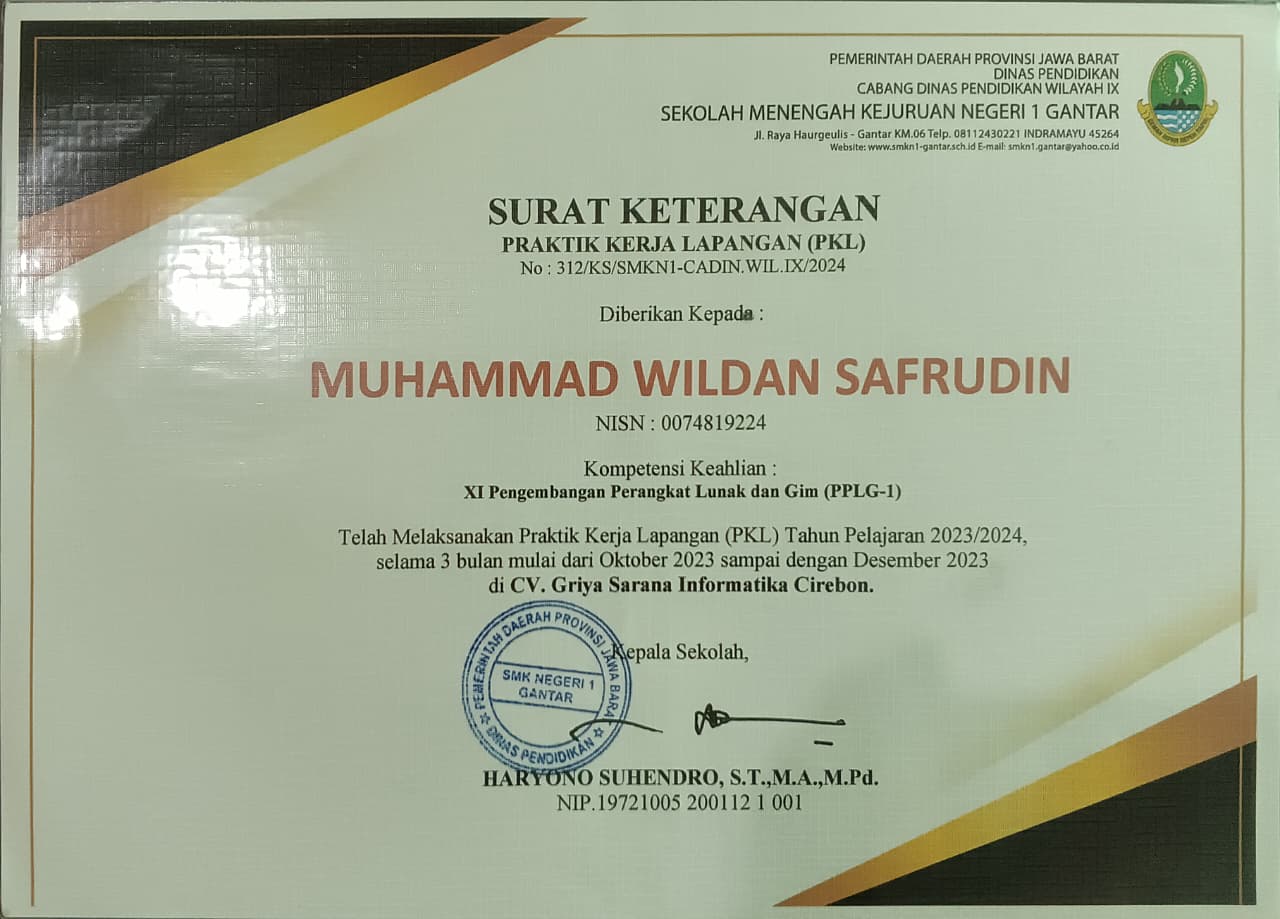 PEMERINTAH DAERAH PROVINSI JAWA BARAT
DINAS PENDIDIKAN
CABANG DINAS PENDIDIKAN WILAYAH IX
SEKOLAH MENENGAH KEJURUAN NEGERI 1 GANTAR
Jl. Raya Haurgeulis - Gantar KM.06 Telp. 08112430221 INDRAMAYU 45264
Website: www.smkn1-gantar.sch.id E-mail: smkn1.gantar@yahoo.co.id
SURAT KETERANGAN
PRAKTIK KERJA LAPANGAN (PKL)
No : 312/KS/SMKN1-CADIN.WIL.IX/2024
Diberikan Kepada :
MUHAMMAD WILDAN SAFRUDIN
NISN : 0074819224
Kompetensi Keahlian :
XI Pengembangan Perangkat Lunak dan Gim (PPLG-1)
Telah Melaksanakan Praktik Kerja Lapangan (PKL) Tahun Pelajaran 2023/2024,
selama 3 bulan mulai dari Oktober 2023 sampai dengan Desember 2023
di CV. Griya Sarana Informatika Cirebon.
Kepala Sekolah,
PEMERINTAH DAERAH PROVINSI JAWA BARAT
SMK NEGERI 1
GANTAR
DINAS PENDIDIKAN
HARYONO SUHENDRO, S.T.,M.A.,M.Pd.
NIP.19721005 200112 1 001